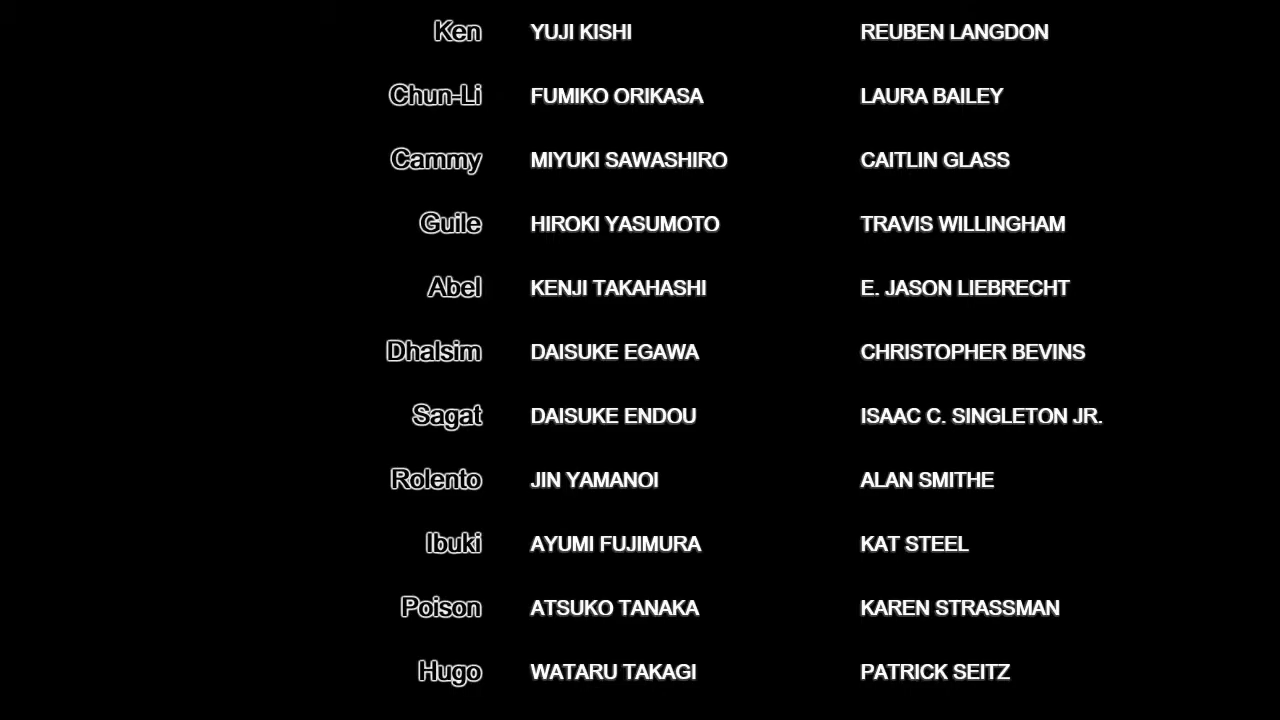 Ken YUJI KISHI REUBEN LANGDON
Chun-Li FUMIKO ORIKASA LAURA BAILEY
Cammy MIYUKI SAWASHIRO CAITLIN GLASS
Guile HIROKI YASUMOTO TRAVIS WILLINGHAM
Abel KENJI TAKAHASHI E. JASON LIEBRECHT
Dhalsim DAISUKE EGAWA CHRISTOPHER BEVINS
Sagat DAISUKE ENDOU ISAAC C. SINGLETON JR.
Rolento JIN YAMANOI ALAN SMITHE
Ibuki AYUMI FUJIMURA KAT STEEL
Poison ATSUKO TANAKA KAREN STRASSMAN
Hugo WATARU TAKAGI PATRICK SEITZ